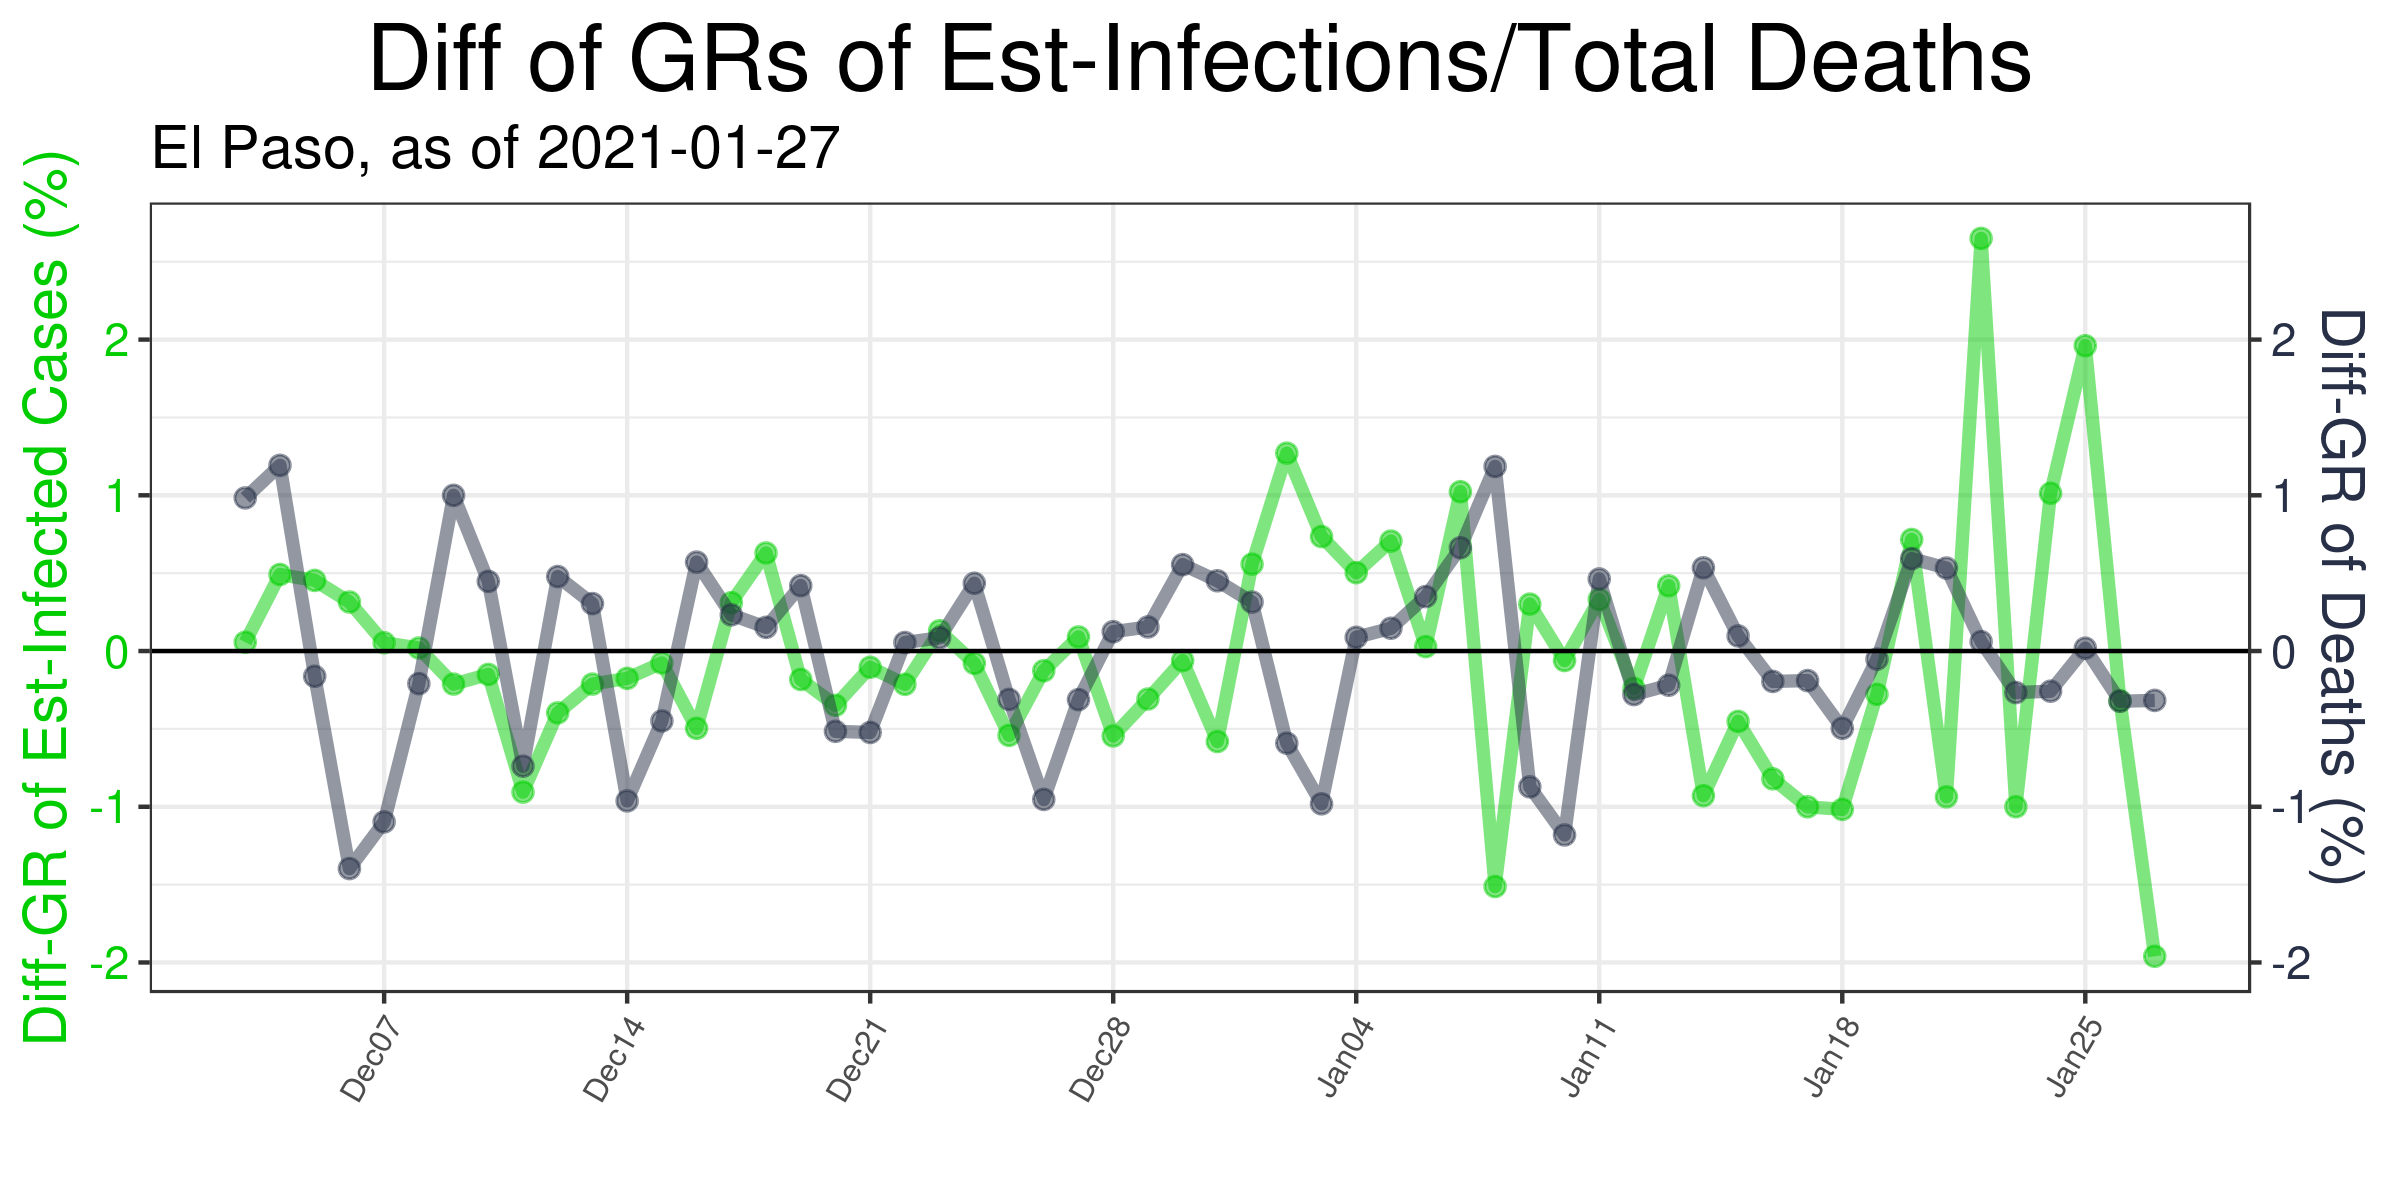 Diff of GRs of Est-Infections/Total Deaths
El Paso, as of 2021-01-27
Diff-GR of Est-Infected Cases (%)
2
1
0
-1
-2
2
1
0
-1
-2
Diff-GR of Deaths (%)
Dec07
Dec14
Dec21
Dec28
Jan04
Jan11
Jan18
Jan25